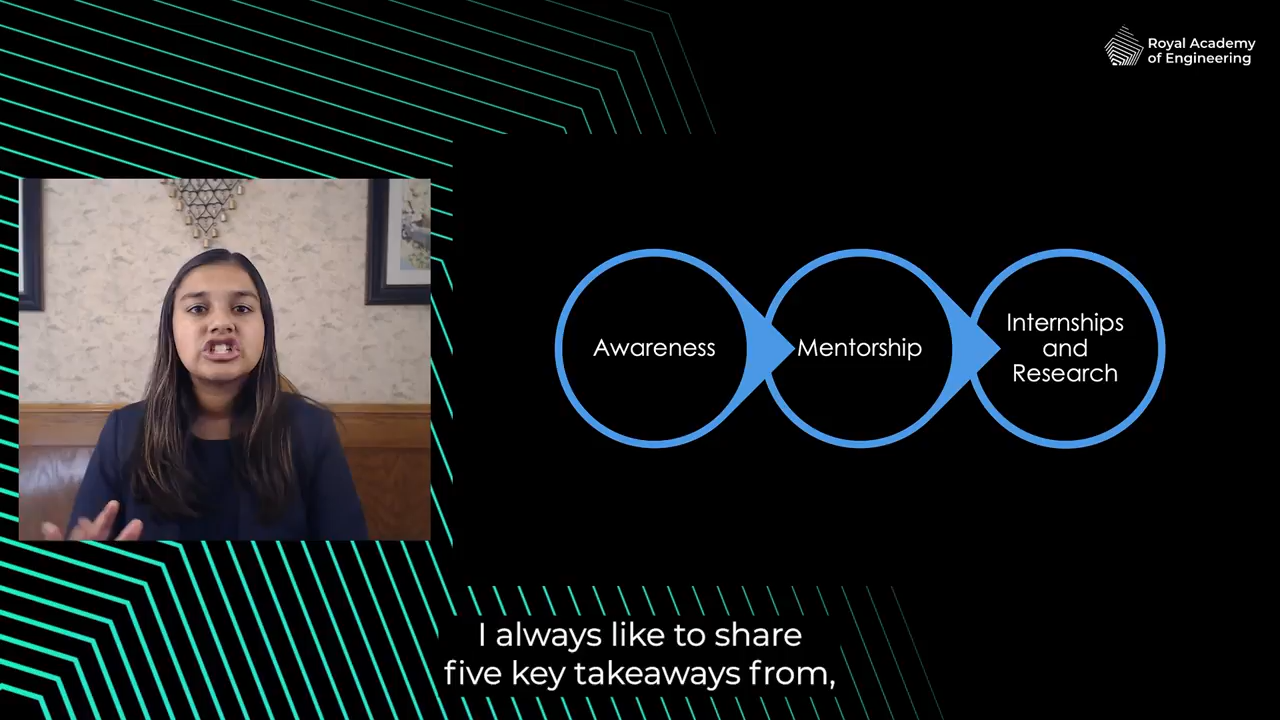 Royal Academy
of Engineering
Awareness
Mentorship
Internships
and
Research
I always like to share
five key takeaways from,